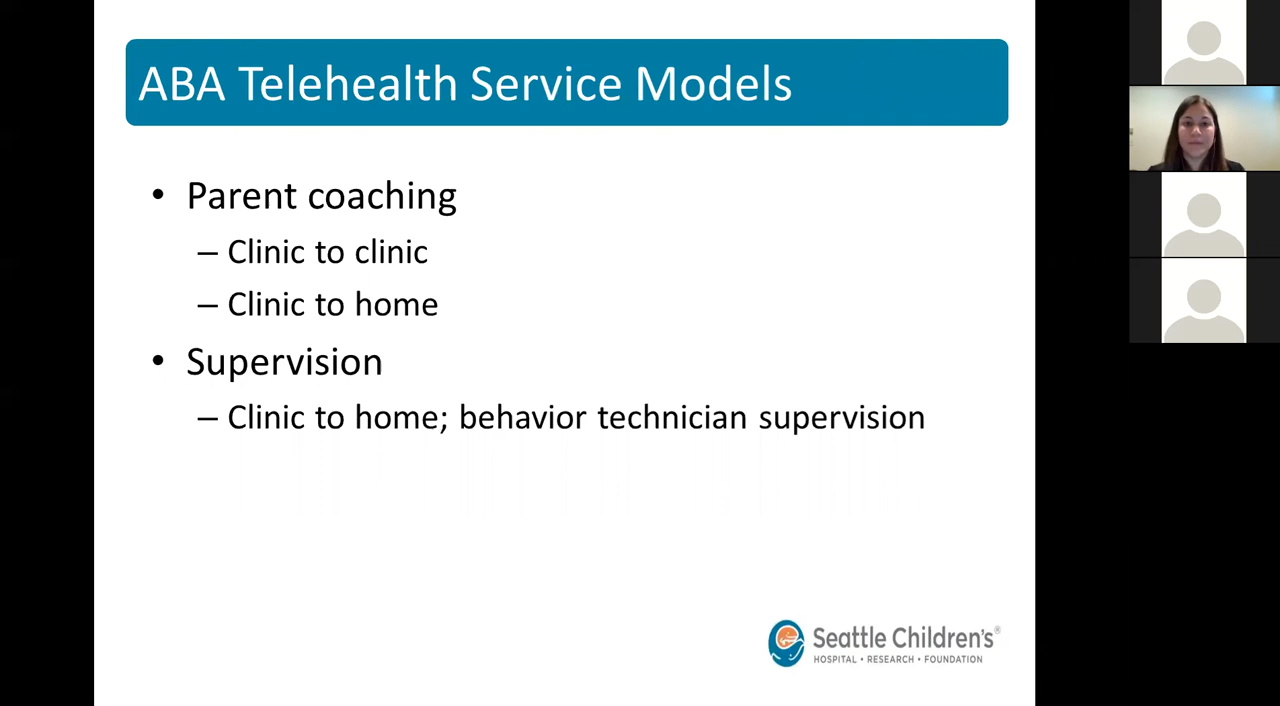 ABA Telehealth Service Models
• Parent coaching
– Clinic to clinic
– Clinic to home
• Supervision
– Clinic to home; behavior technician supervision
Seattle Children's®
HOSPITAL • RESEARCH • FOUNDATION